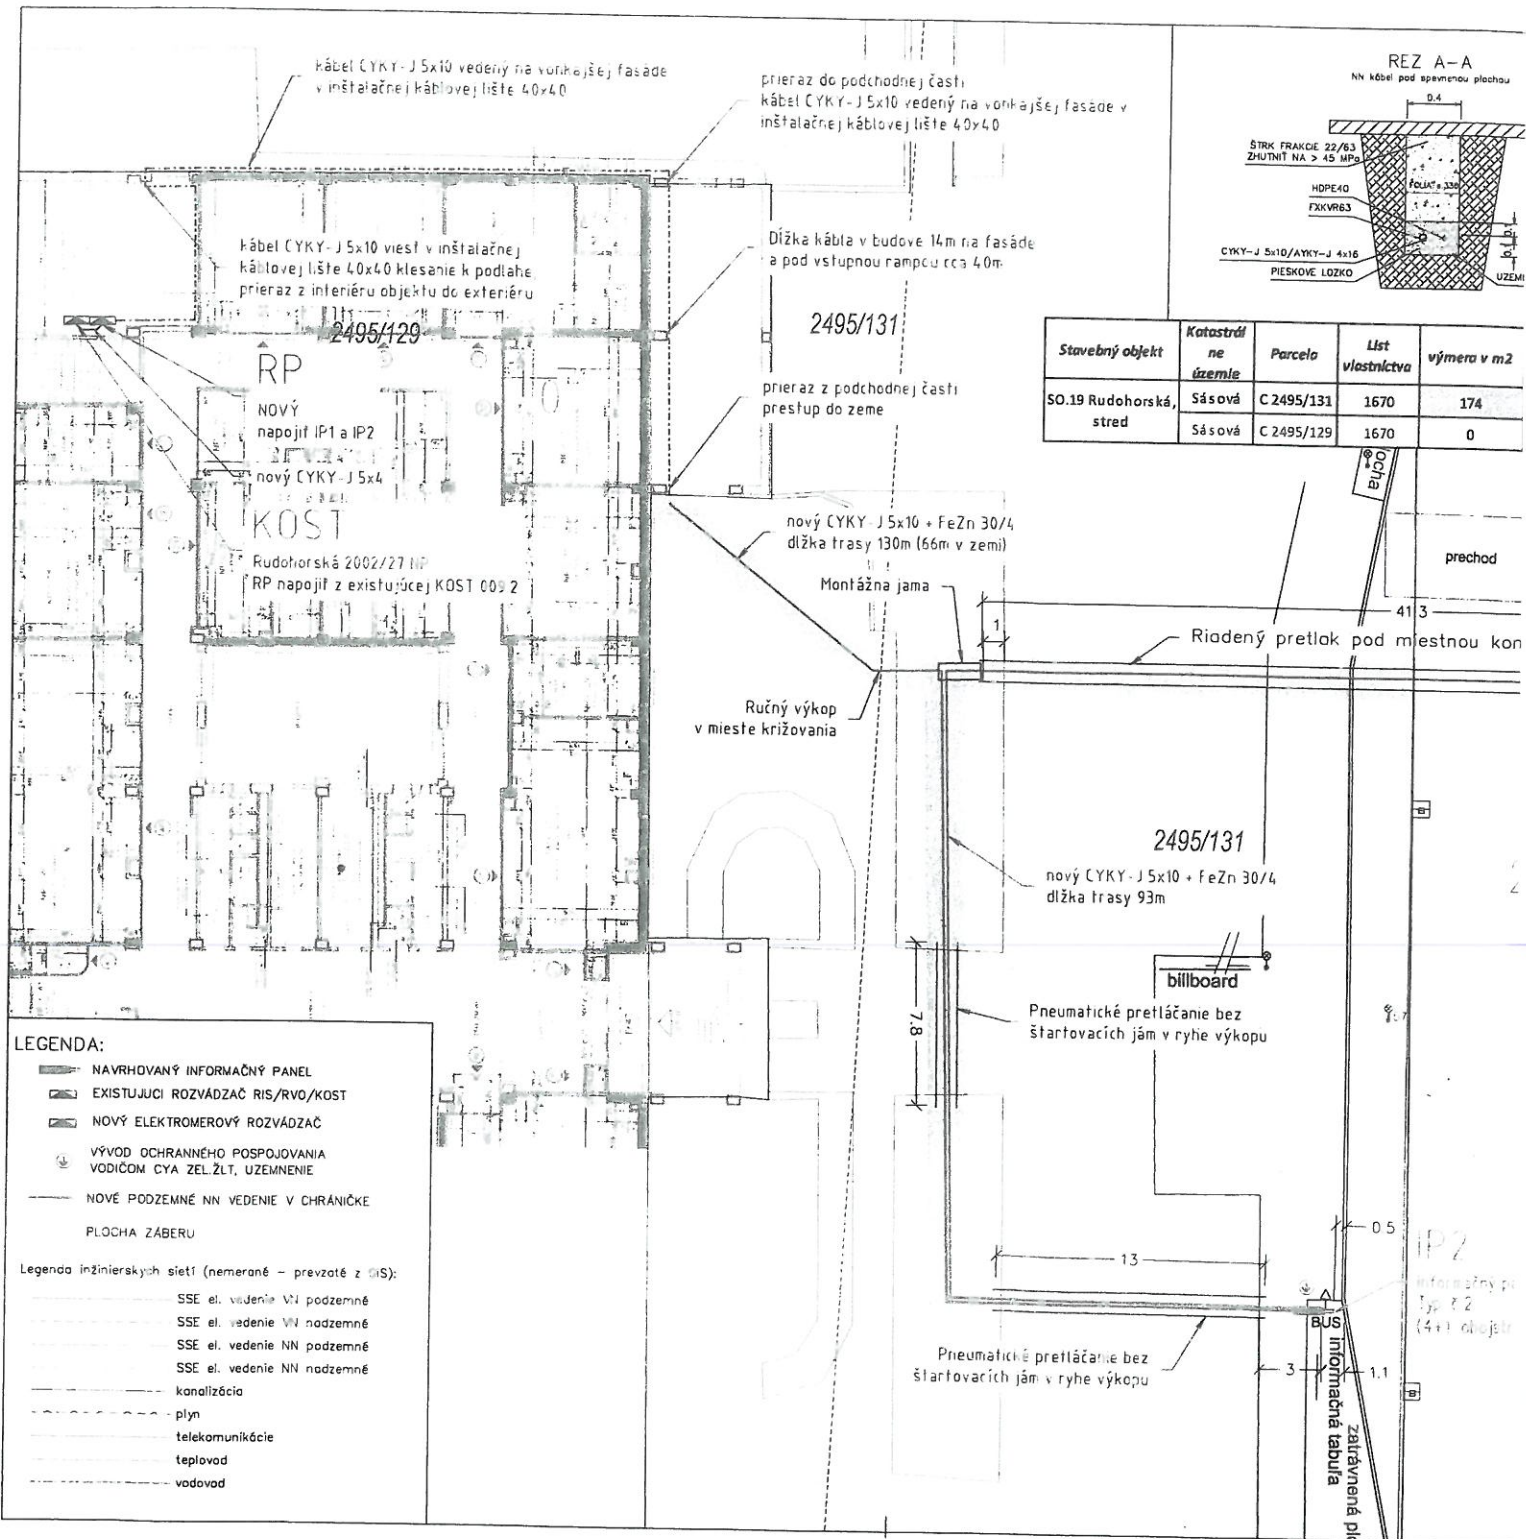 kábel CYKY-J 5x10 vedený na vonkajšej fasáde
v inštalačnej káblovej lište 40x40
prieraz do podchodnej časti
kábel CYKY-J 5x10 vedený na vonkajšej fasáde v
inštalačnej káblovej lište 40x40
REZ A-A
NN kábel pod spevnenou plochou
0.4
ŠTRK FRAKCIE 22/63
ZHUTNIŤ NA > 45 MPa
HDPE40
FXKVR63
CYKY-J 5x10/AYKY-J 4x16
PIESKOVE LOZKO
kábel CYKY-J 5x10 viesť v inštalačnej
káblovej lište 40x40 klesanie k podlahe
prieraz z interiéru objektu do exteriéru
2495/129
Dĺžka kábla v budove 14m na fasáde
a pod vstupnou rampou cca 40m
2495/131
Stavebný objekt
Katastrál
ne
územie
Parcela
List
vlastníctva
výmera v m2
SO.19 Rudohorská,
stred
Sásová C 2495/131 1670 174
Sásová C 2495/129 1670 0
RP
NOVÝ
napojiť IP1 a IP2
nový CYKY-J 5x4
KOST
Rudohorská 2002/27 NP
RP napojiť z existujúcej KOST 009 2
prieraz z podchodnej časti
prestup do zeme
nový CYKY-J 5x10 + FeZn 30/4
dĺžka trasy 130m (66m v zemi)
Montážna jama
prechod
41.3
1
Riadený pretlak pod miestnou kon
Ručný výkop
v mieste križovania
2495/131
nový CYKY-J 5x10 + FeZn 30/4
dĺžka trasy 93m
billboard
7.8
Pneumatické pretláčanie bez
štartovacích jám v ryhe výkopu
13
0.5
IP2
BUS
informačná tabuľa
3
1.1
Pneumatické pretláčanie bez
štartovacích jám v ryhe výkopu
zatrávnená
LEGENDA:
NAVRHOVANÝ INFORMAČNÝ PANEL
EXISTUJUCI ROZVÁDZAČ RIS/RVO/KOST
NOVÝ ELEKTROMEROVÝ ROZVÁDZAČ
VÝVOD OCHRANNÉHO POSPOJOVANIA
VODIČOM CYA ZEL.ŽLT, UZEMNENIE
NOVÉ PODZEMNÉ NN VEDENIE V CHRÁNIČKE
PLOCHA ZÁBERU
Legenda inžinierskych sietí (nemerané - prevzaté z GIS):
SSE el. vedenie VN podzemné
SSE el. vedenie VN nadzemné
SSE el. vedenie NN podzemné
SSE el. vedenie NN nadzemné
kanalizácia
plyn
telekomunikácie
teplovod
vodovod